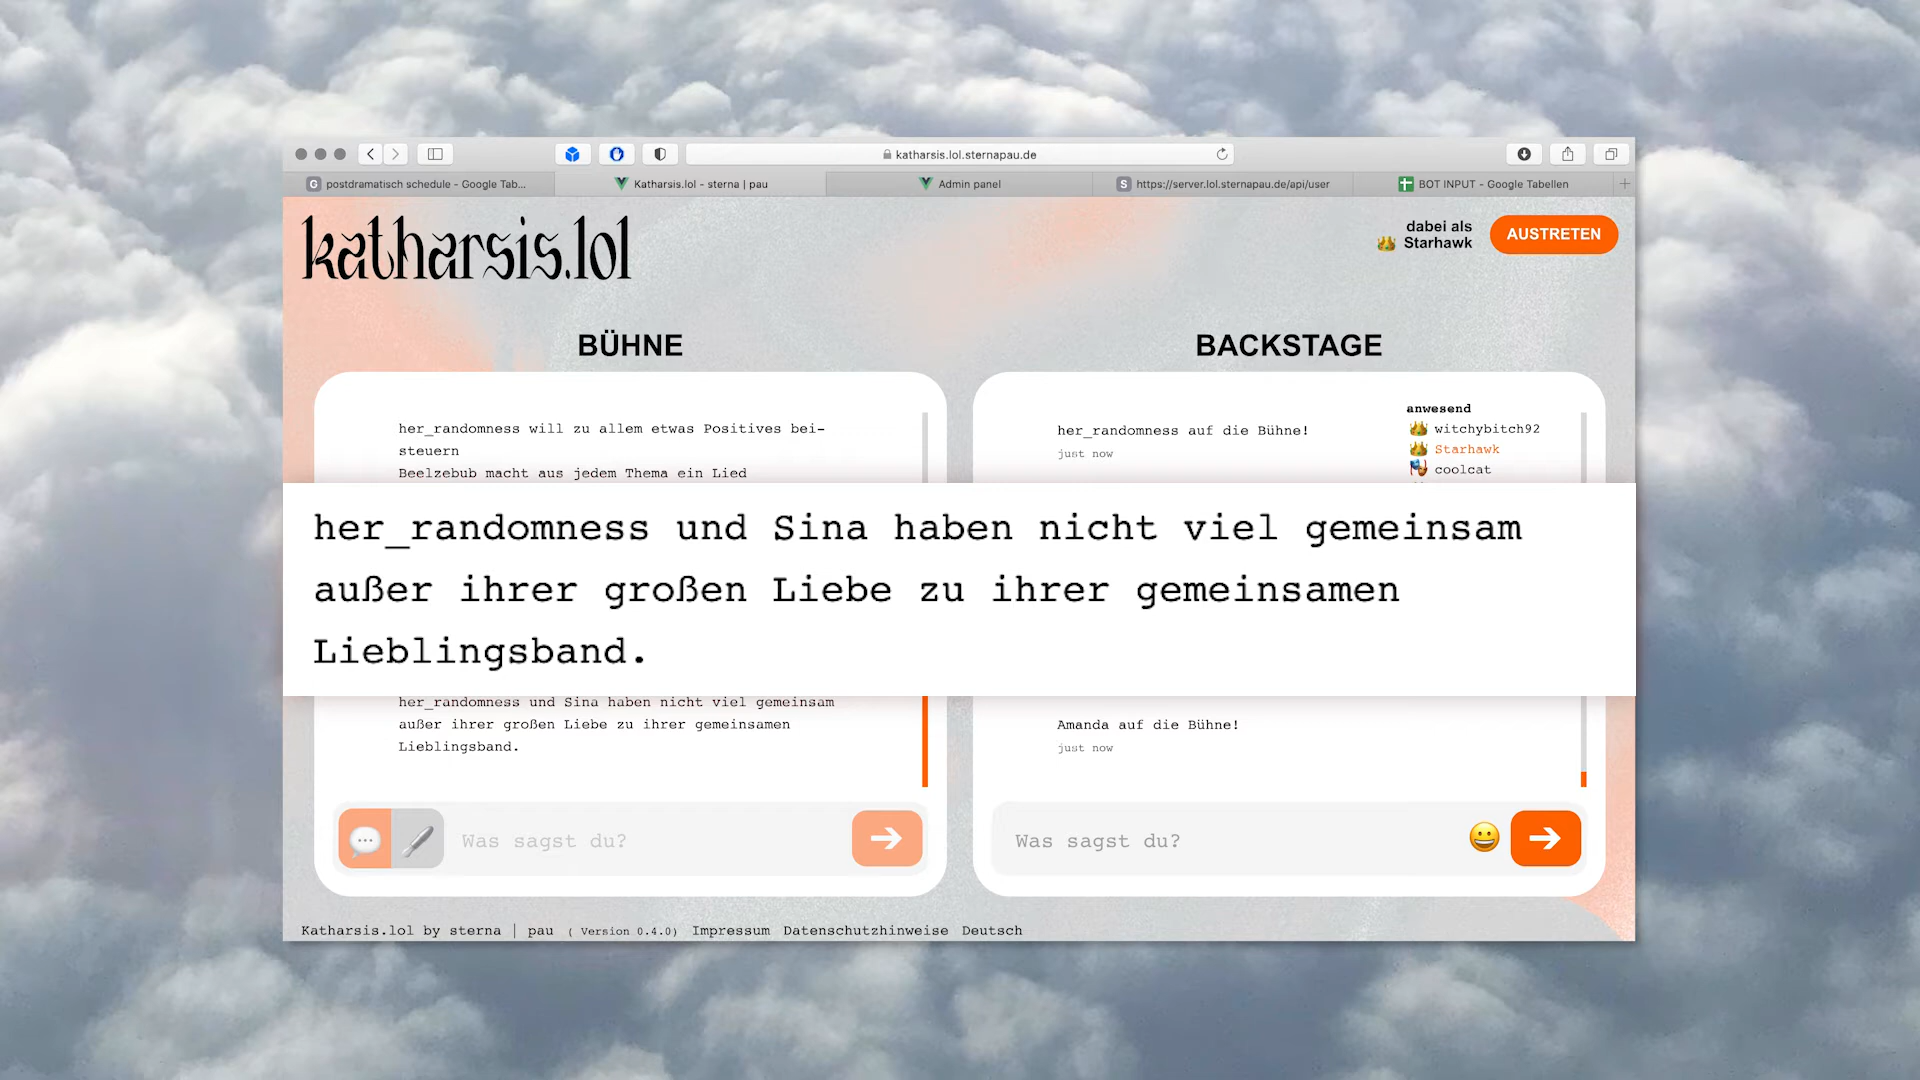 katharsis.lol.sternapau.de
G postdramatisch schedule - Google Tab...
Katharsis.lol - sterna | pau
Admin panel
S https://server.lol.sternapau.de/api/user
BOT INPUT - Google Tabellen
katharsis.lol
dabei als
Starhawk
AUSTRETEN
BÜHNE
her_randomness will zu allem etwas Positives bei-
steuern
Beelzebub macht aus jedem Thema ein Lied
BACKSTAGE
her_randomness auf die Bühne!
just now
anwesend
witchybitch92
Starhawk
coolcat
her_randomness und Sina haben nicht viel gemeinsam
außer ihrer großen Liebe zu ihrer gemeinsamen
Lieblingsband.
her_randomness und Sina haben nicht viel gemeinsam
außer ihrer großen Liebe zu ihrer gemeinsamen
Lieblingsband.
Was sagst du?
Amanda auf die Bühne!
just now
Was sagst du?
Katharsis.lol by sterna | pau ( Version 0.4.0) Impressum Datenschutzhinweise Deutsch